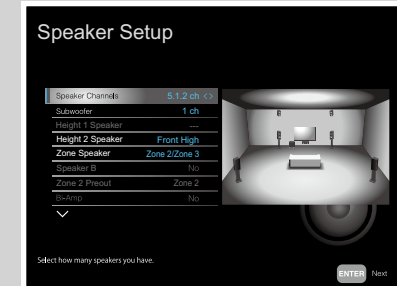 Speaker Setup
Speaker Channels 5.1.2 ch < >
Subwoofer 1 ch
Height 1 Speaker ---
Height 2 Speaker Front High
Zone Speaker Zone 2/Zone 3
Speaker B No
Zone 2 Preout Zone 2
B-Amp No
Select how many speakers you have.
ENTER Next